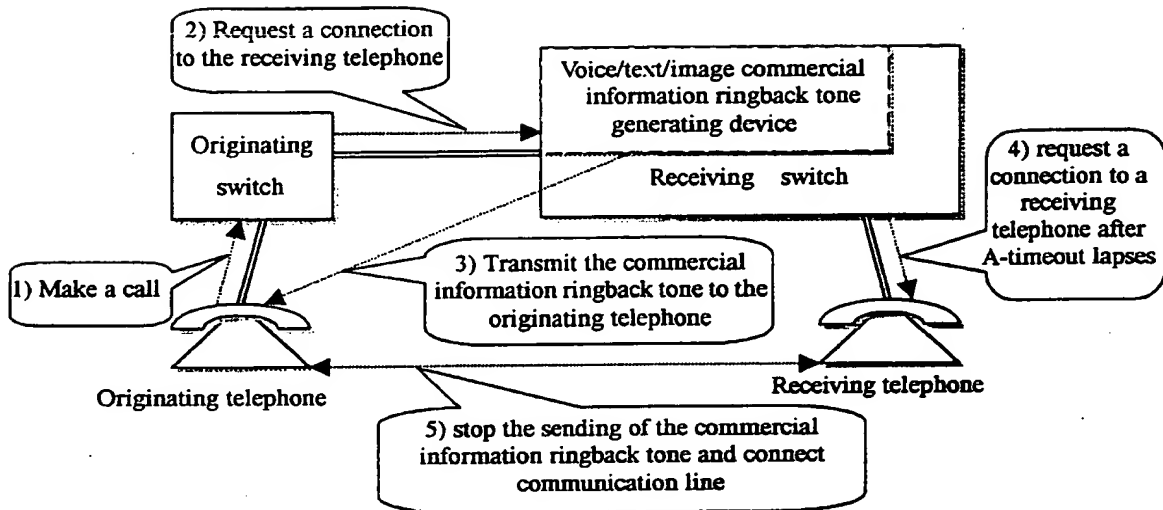 2) Request a connection
to the receiving telephone
Voice/text/image commercial
information ringback tone
generating device
Originating
switch
Receiving switch
4) request a
connection to a
receiving
telephone after
A-timeout lapses
1) Make a call
3) Transmit the commercial
information ringback tone to the
originating telephone
Originating telephone
Receiving telephone
5) stop the sending of the commercial
information ringback tone and connect
communication line